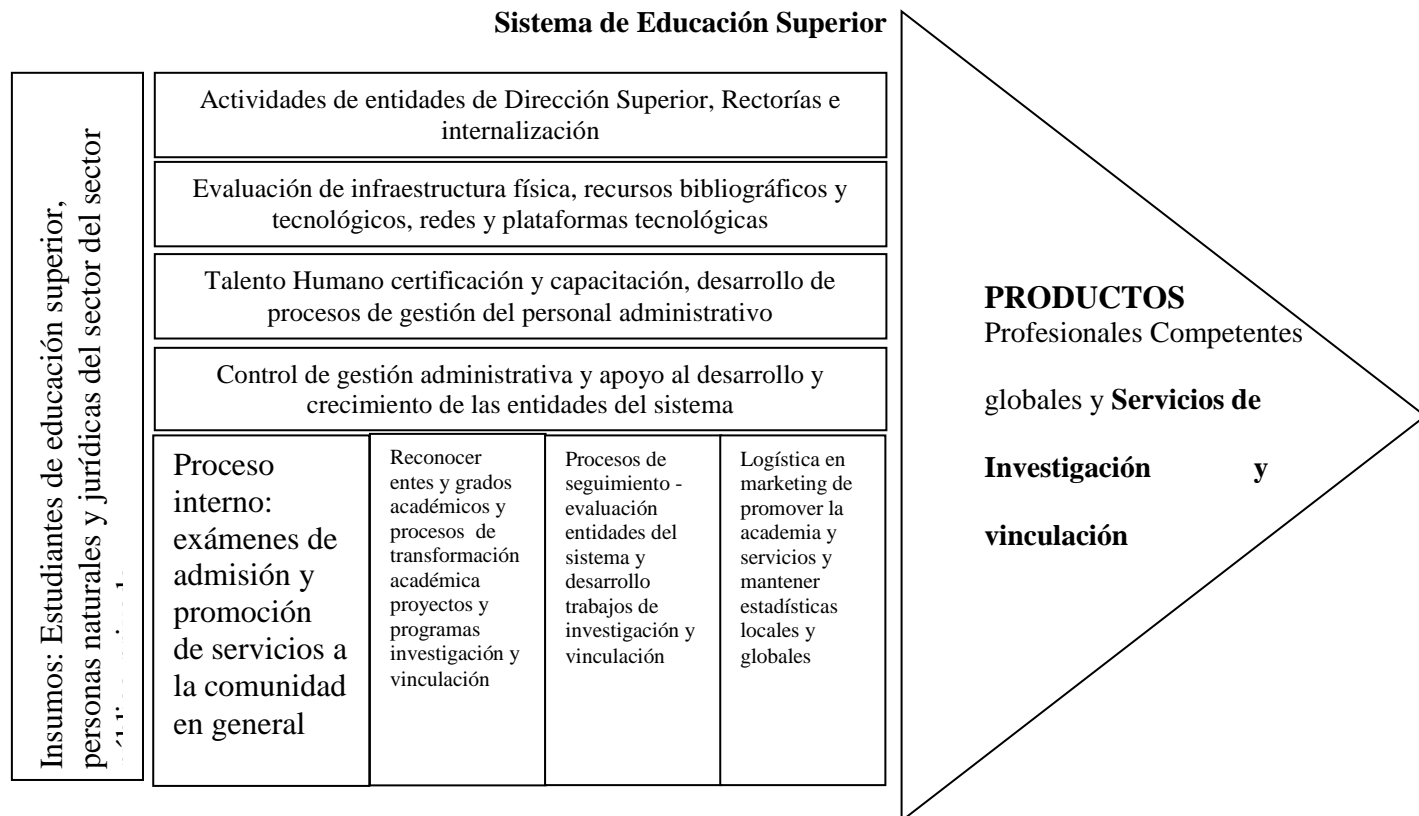 Sistema de Educación Superior
Insumos: Estudiantes de educación superior,
personas naturales y jurídicas del sector del sector
Actividades de entidades de Dirección Superior, Rectorías e
internalización
Evaluación de infraestructura física, recursos bibliográficos y
tecnológicos, redes y plataformas tecnológicas
Talento Humano certificación y capacitación, desarrollo de
procesos de gestión del personal administrativo
Control de gestión administrativa y apoyo al desarrollo y
crecimiento de las entidades del sistema
Proceso
interno:
exámenes de
admisión y
promoción
de servicios a
la comunidad
en general
Reconocer
entes y grados
académicos y
procesos de
transformación
académica
proyectos y
programas
investigación y
vinculación
Procesos de
seguimiento -
evaluación
entidades del
sistema y
desarrollo
trabajos de
investigación y
vinculación
Logística en
marketing de
promover la
academia y
servicios y
mantener
estadísticas
locales y
globales
PRODUCTOS
Profesionales Competentes
globales y Servicios de
Investigación y
vinculación